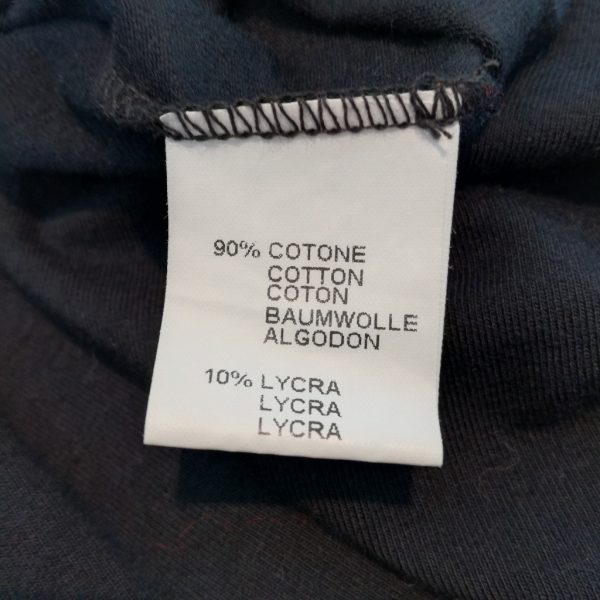 90% COTONE
COTTON
COTON
BAUMWOLLE
ALGODON
10% LYCRA
LYCRA
LYCRA